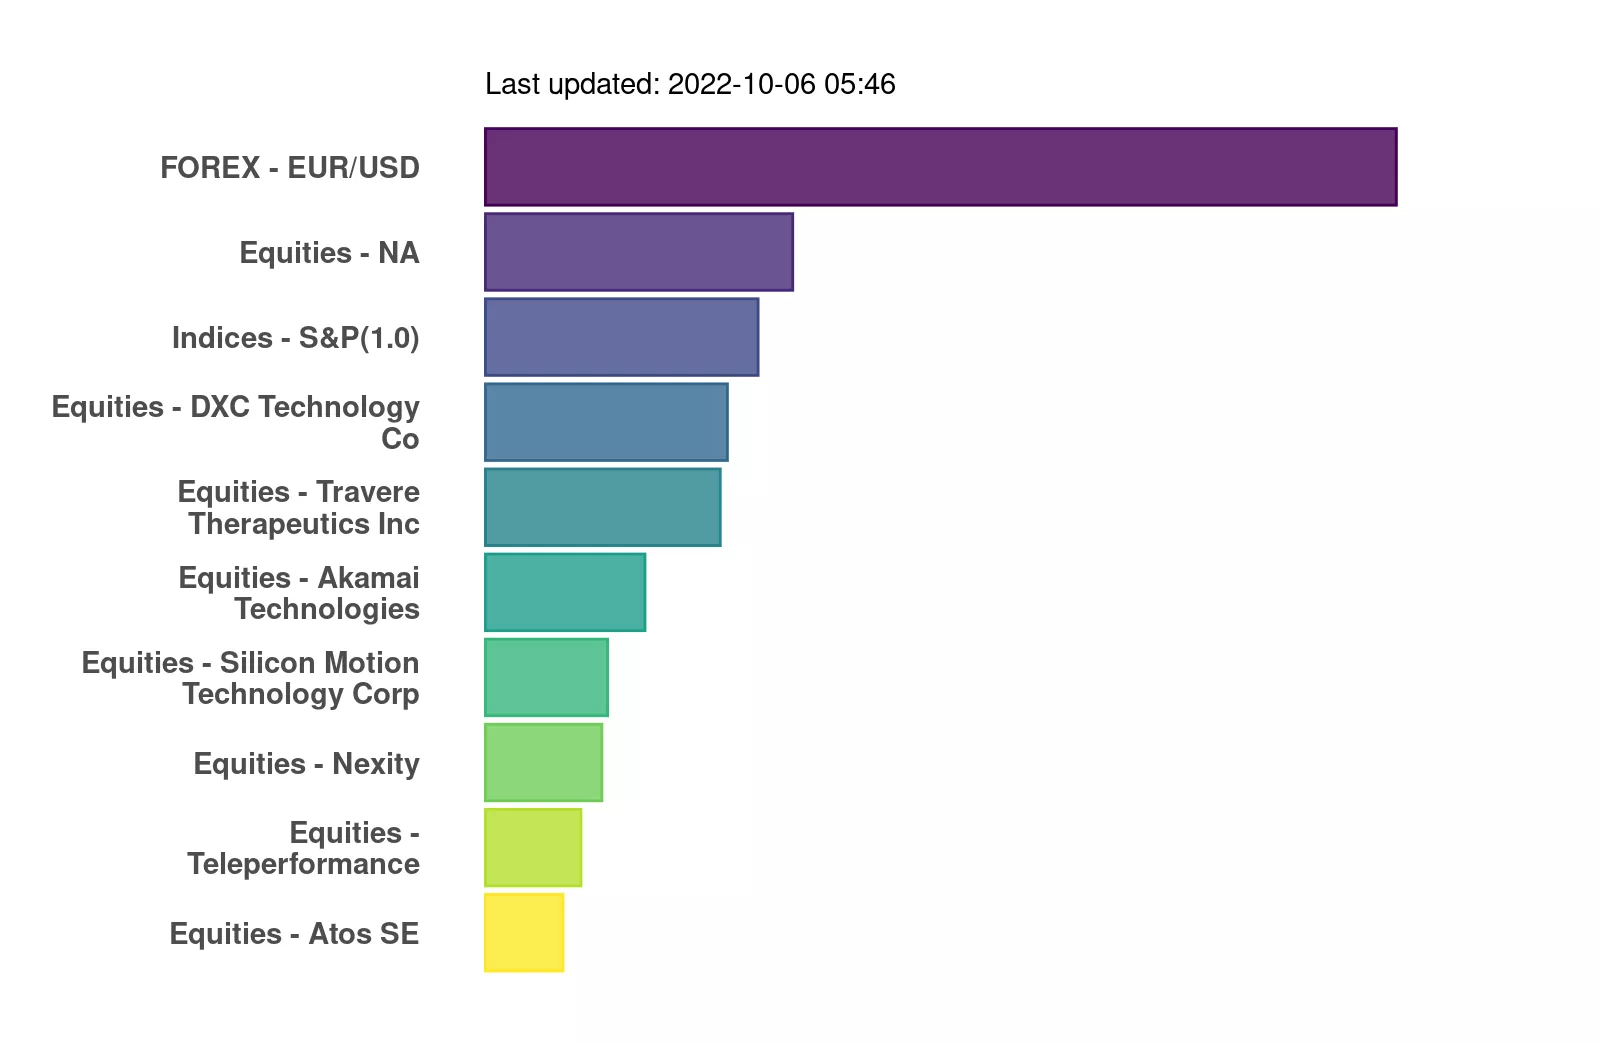 Last updated: 2022-10-06 05:46
FOREX - EUR/USD
Equities - NA
Indices - S&P(1.0)
Equities - DXC Technology
Co
Equities - Travere
Therapeutics Inc
Equities - Akamai
Technologies
Equities - Silicon Motion
Technology Corp
Equities - Nexity
Equities -
Teleperformance
Equities - Atos SE